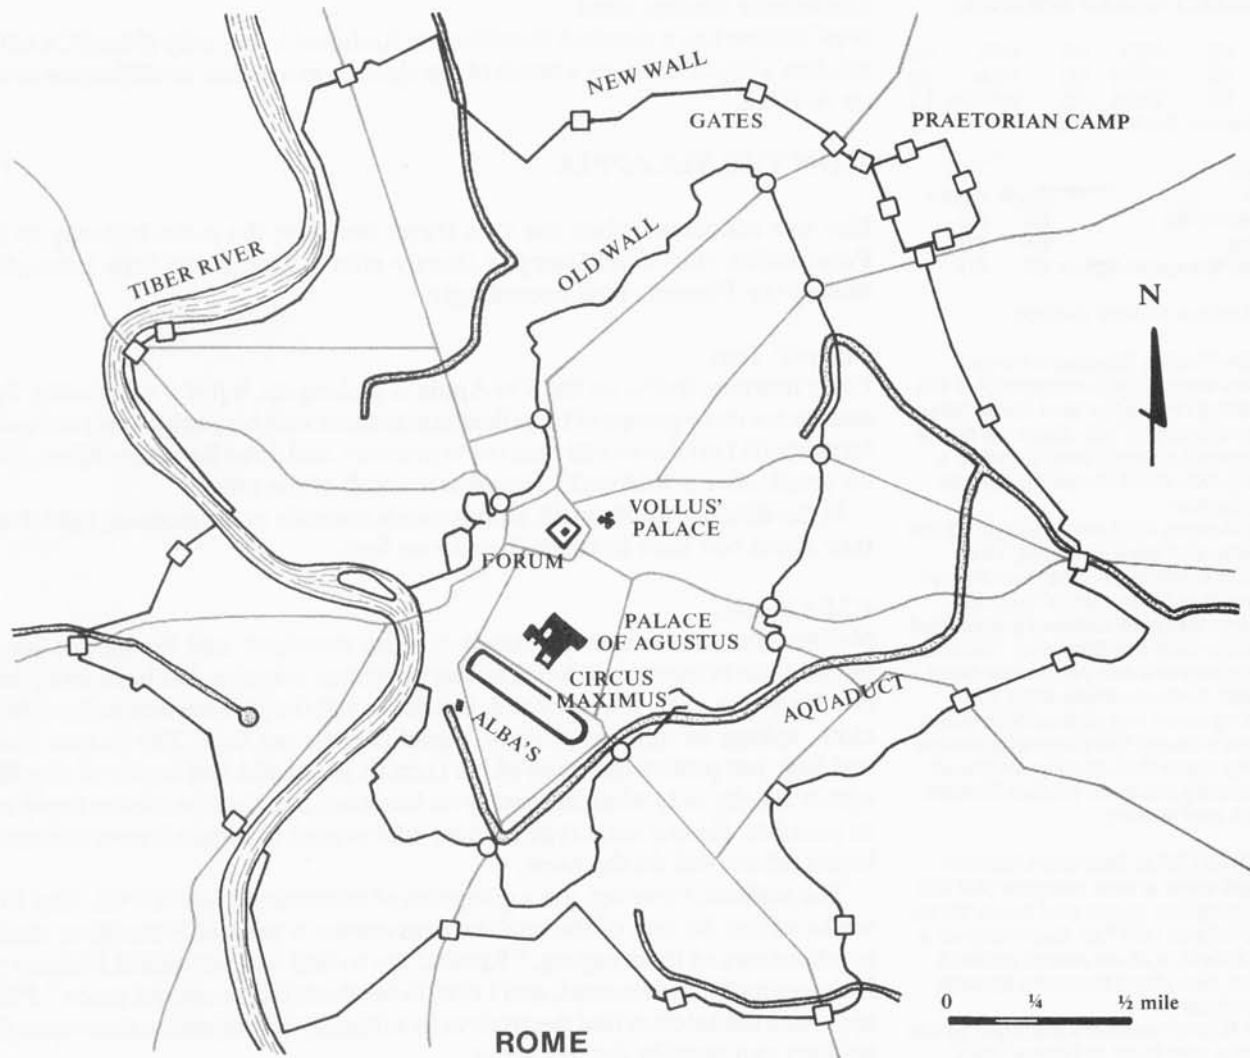 NEW WALL
GATES
PRAETORIAN CAMP
TIBER RIVER
OLD WALL
N
VOLLUS'
PALACE
FORUM
PALACE
OF AGUSTUS
CIRCUS
MAXIMUS
ALBA'S
AQUADUCT
0 ¼ ½ mile
ROME